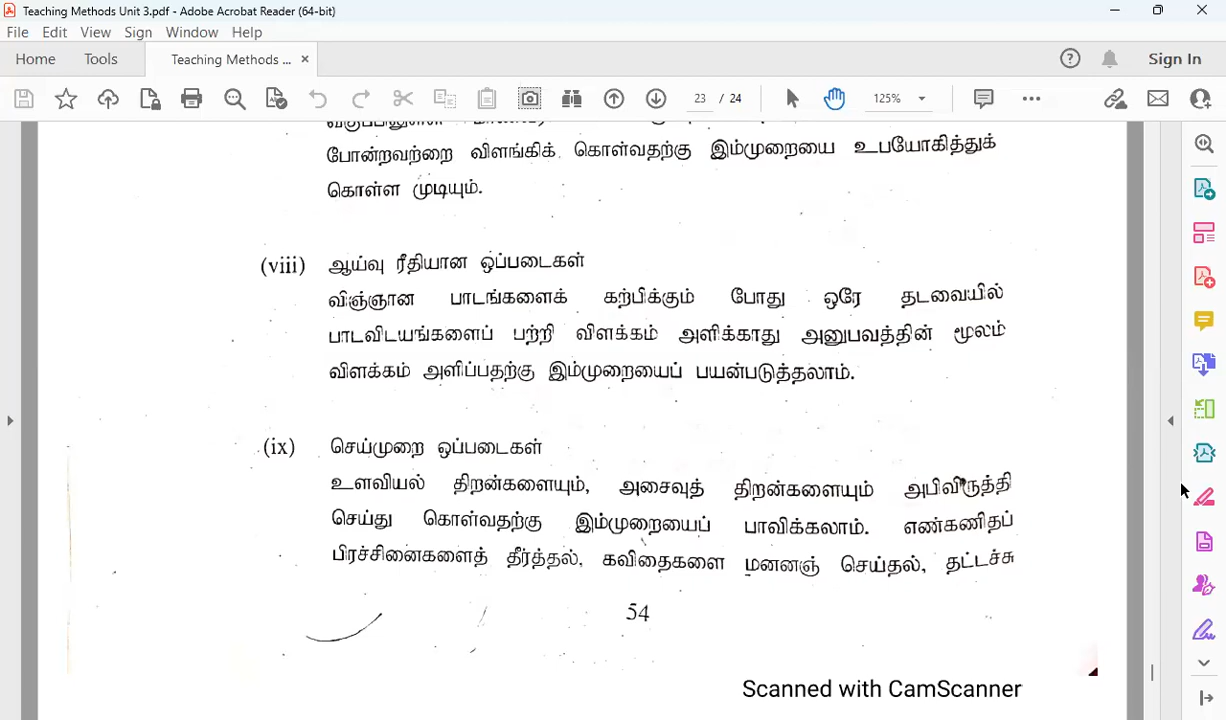 Teaching Methods Unit 3.pdf - Adobe Acrobat Reader (64-bit)
File Edit View Sign Window Help
Home Tools Teaching Methods ... × Sign In
23 / 24 125%
போன்றவற்றை விளங்கிக் கொள்வதற்கு இம்முறையை உபயோகித்துக்
கொள்ள முடியும்.
(viii) ஆய்வு ரீதியான ஒப்படைகள்
விஞ்ஞான பாடங்களைக் கற்பிக்கும் போது ஒரே தடவையில்
பாடவிடயங்களைப் பற்றி விளக்கம் அளிக்காது அனுபவத்தின் மூலம்
விளக்கம் அளிப்பதற்கு இம்முறையைப் பயன்படுத்தலாம்.
(ix) செய்முறை ஒப்படைகள்
உளவியல் திறன்களையும், அசைவுத் திறன்களையும் அபிவிருத்தி
செய்து கொள்வதற்கு இம்முறையைப் பாவிக்கலாம். எண்கணிதப்
பிரச்சினைகளைத் தீர்த்தல், கவிதைகளை மனனஞ் செய்தல், தட்டச்சு
54
Scanned with CamScanner